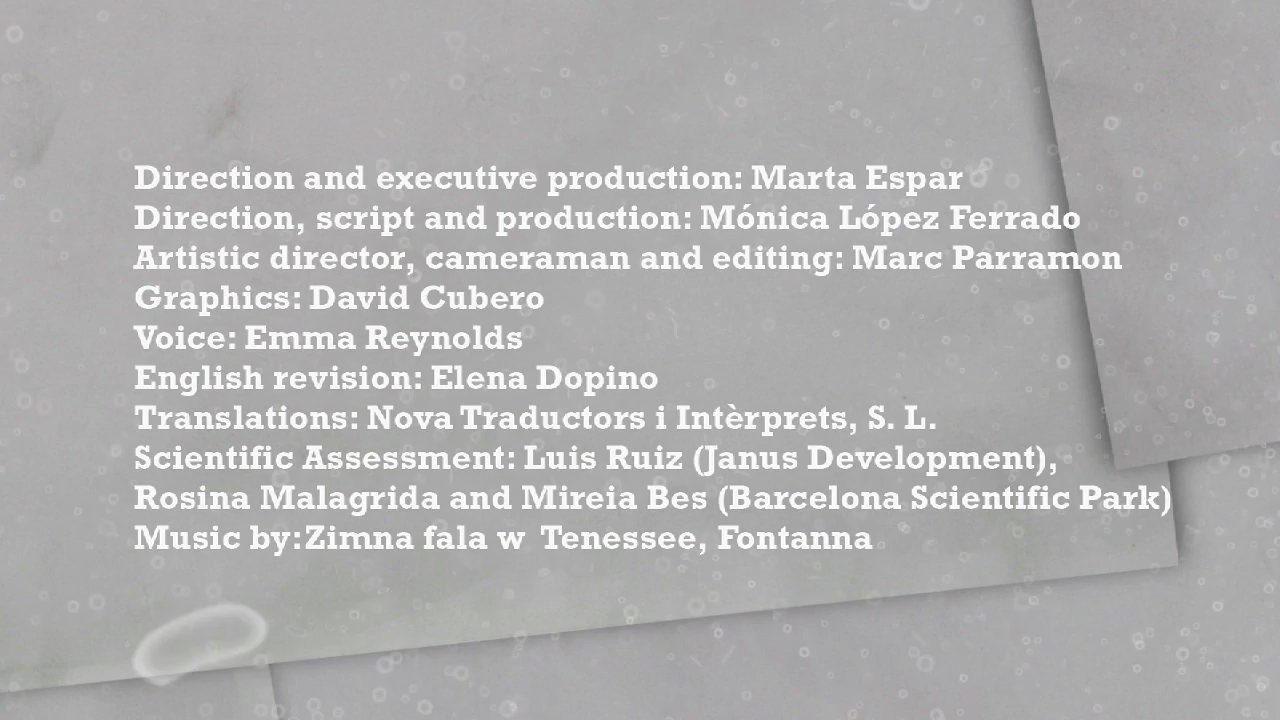 Direction and executive production: Marta Espar
Direction, script and production: Mónica López Ferrado
Artistic director, cameraman and editing: Marc Parramon
Graphics: David Cubero
Voice: Emma Reynolds
English revision: Elena Dopino
Translations: Nova Traductors i Intèrprets, S. L.
Scientific Assessment: Luis Ruiz (Janus Development),
Rosina Malagrida and Mireia Bes (Barcelona Scientific Park)
Music by:Zimna fala w  Tenessee, Fontanna